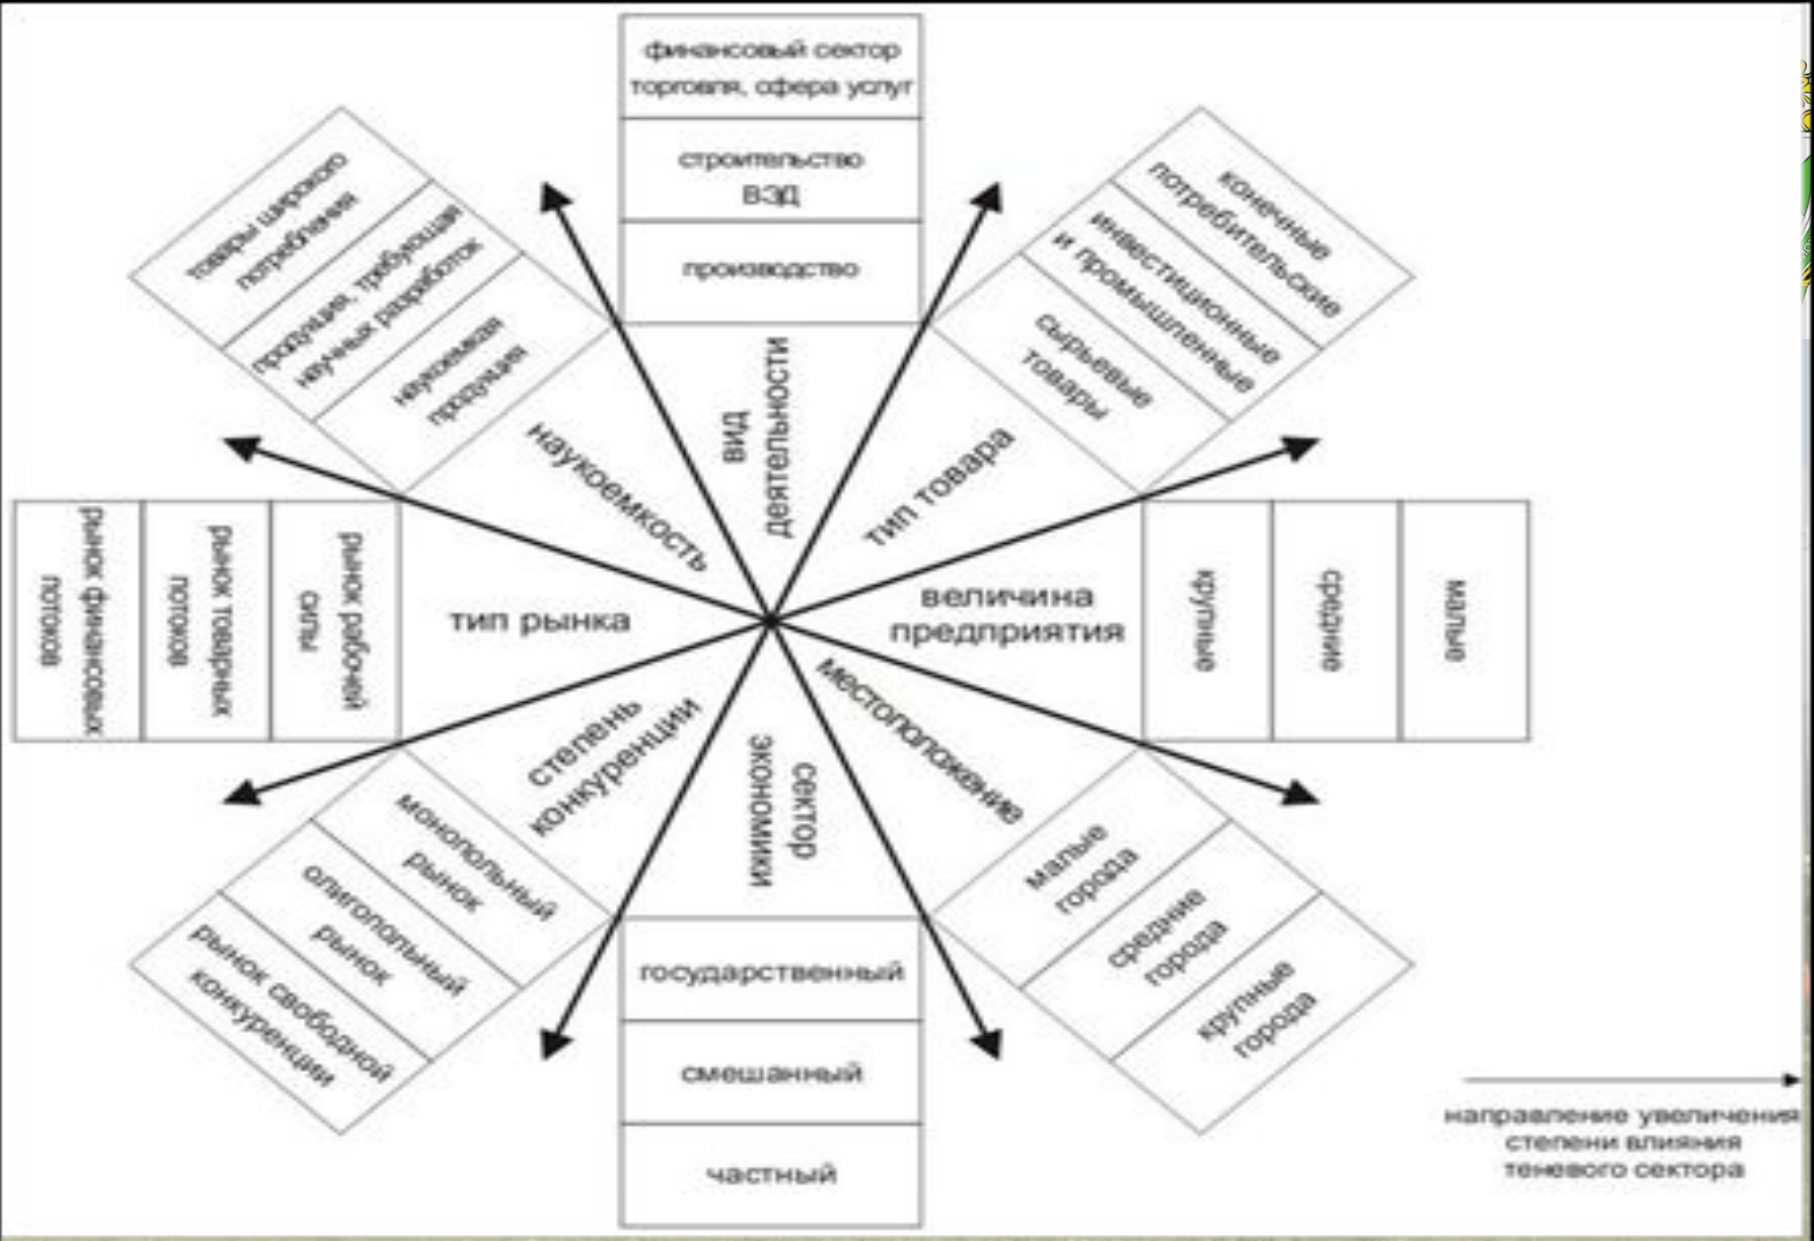 финансовый сектор
торговля, сфера услуг
строительство
ВЭД
производство
вид
деятельности
конечные
потребительские
инвестиционные
и промышленные
сырьевые
товары
тип товара
малые
средние
крупные
величина
предприятия
местоположение
малые
города
средние
города
крупные
города
сектор
экономики
государственный
смешанный
частный
степень
конкуренции
монопольный
рынок
олигопольный
рынок
рынок свободной
конкуренции
тип рынка
рынок рабочей
силы
рынок товарных
потоков
рынок финансовых
потоков
наукоемкость
товары широкого
потребления
продукция, требующая
научных разработок
наукоемкая
продукция
направление увеличения
степени влияния
теневого сектора